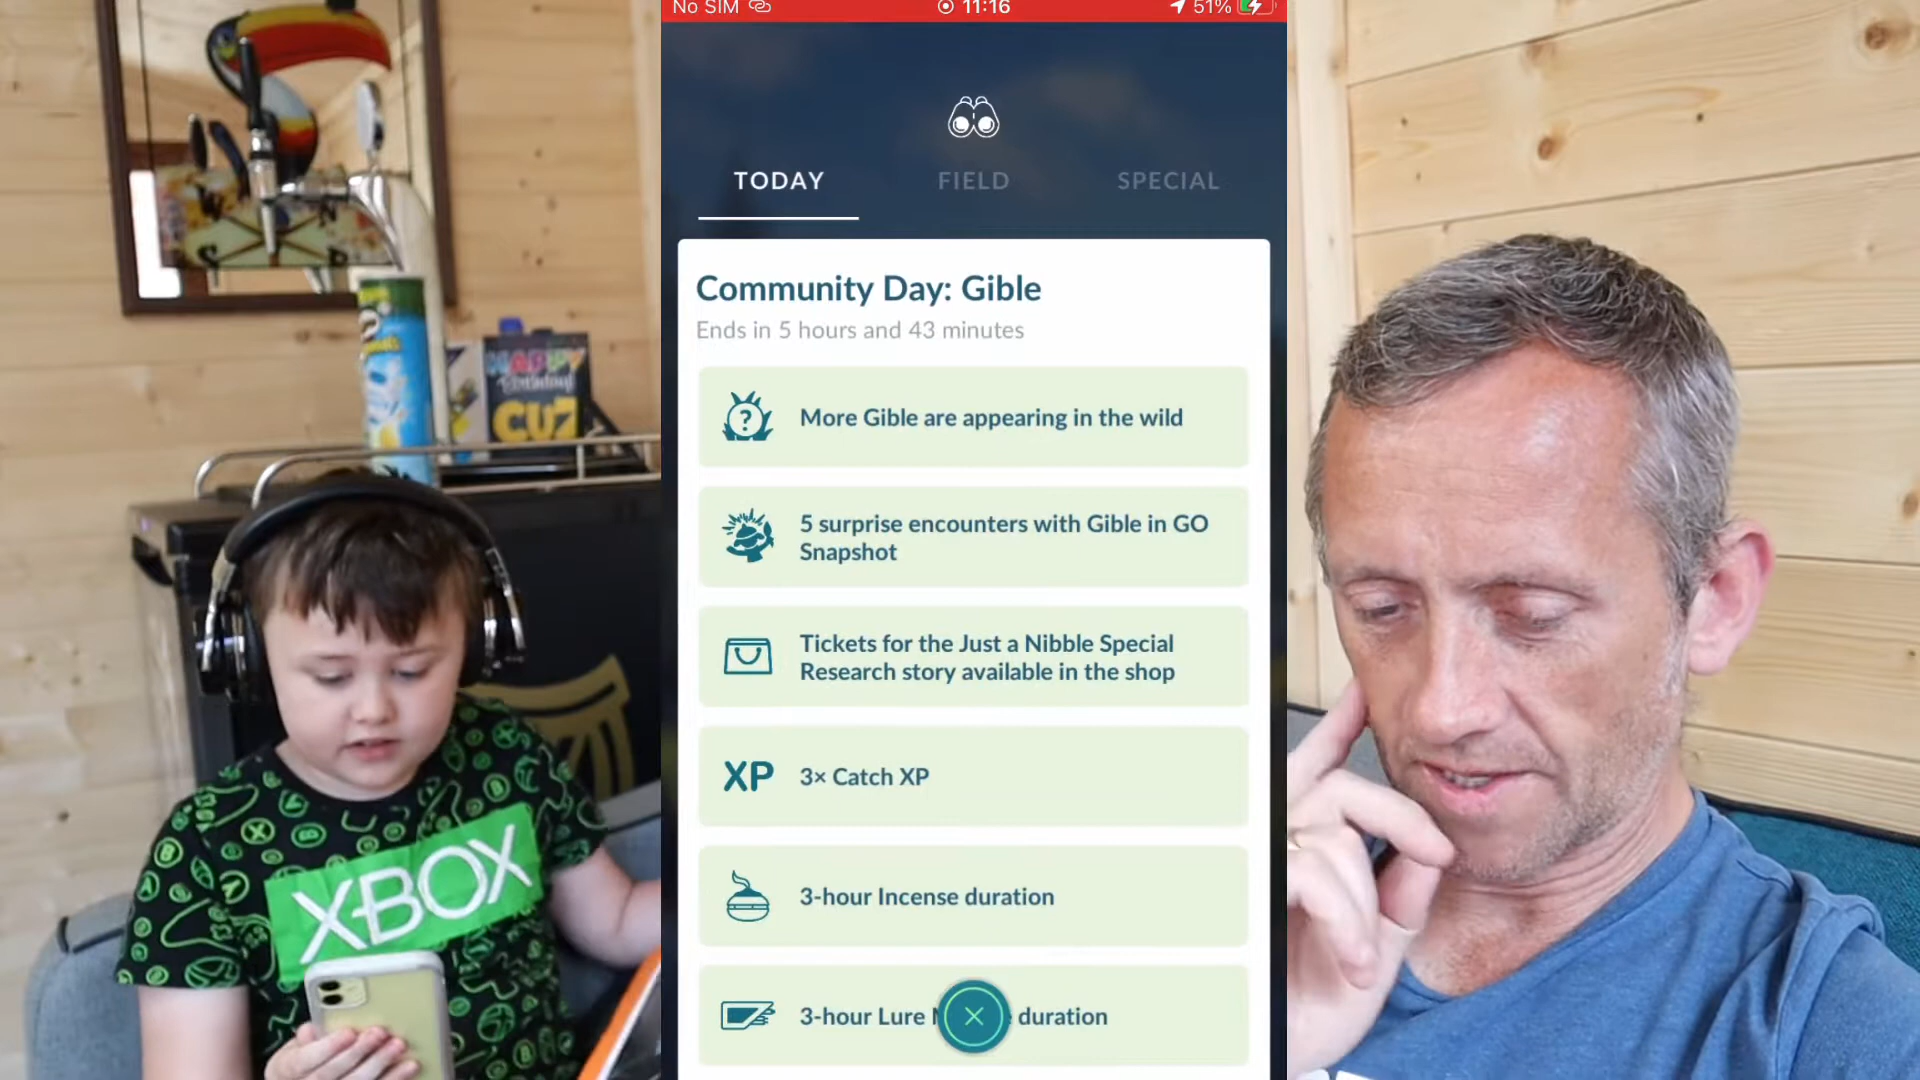 No SIM 11:16 51%
TODAY FIELD SPECIAL
Community Day: Gible
Ends in 5 hours and 43 minutes
More Gible are appearing in the wild
5 surprise encounters with Gible in GO
Snapshot
Tickets for the Just a Nibble Special
Research story available in the shop
XP 3× Catch XP
3-hour Incense duration
3-hour Lure duration
HAPPY
Birthday!
CUZ
XBOX